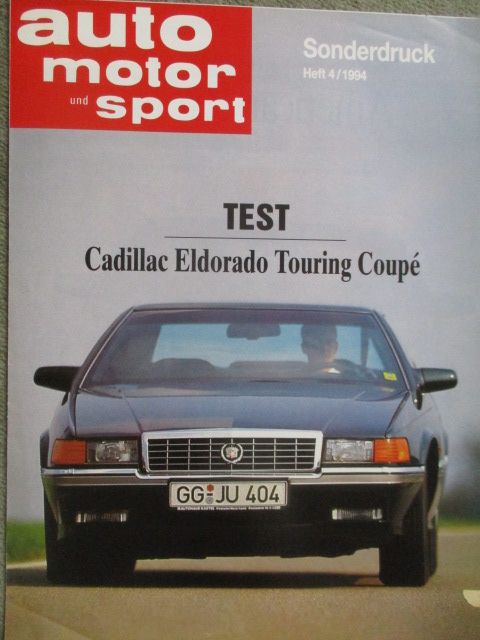 auto
motor
und sport
Sonderdruck
Heft 4/1994
TEST
Cadillac Eldorado Touring Coupé
GG JU 404